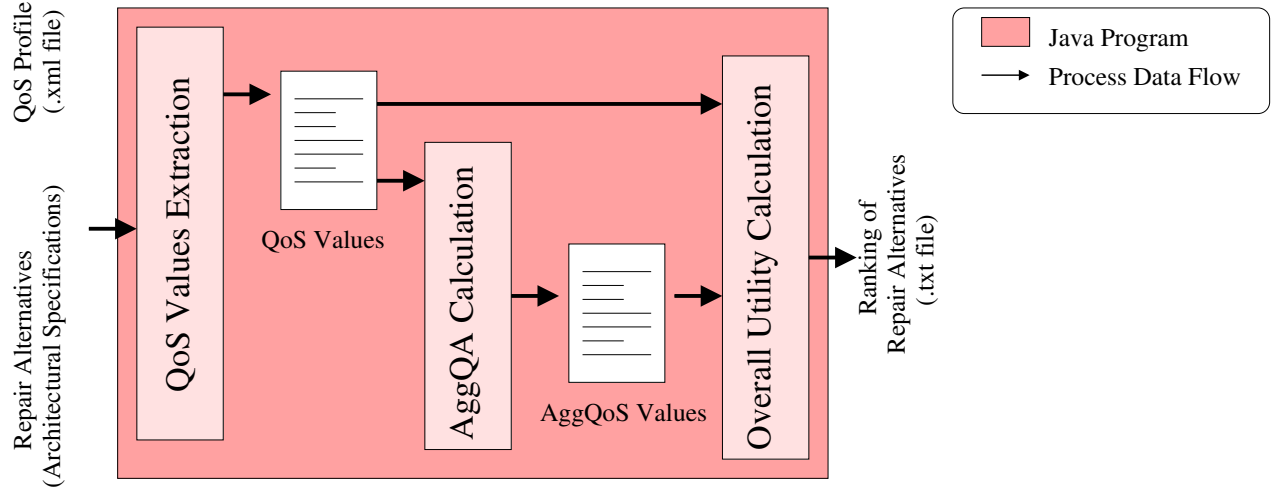 QoS Profile
(.xml file)
Repair Alternatives
(Architectural Specifications)
QoS Values Extraction
QoS Values
AggQA Calculation
AggQoS Values
Overall Utility Calculation
Ranking of
Repair Alternatives
(.txt file)
Java Program
Process Data Flow